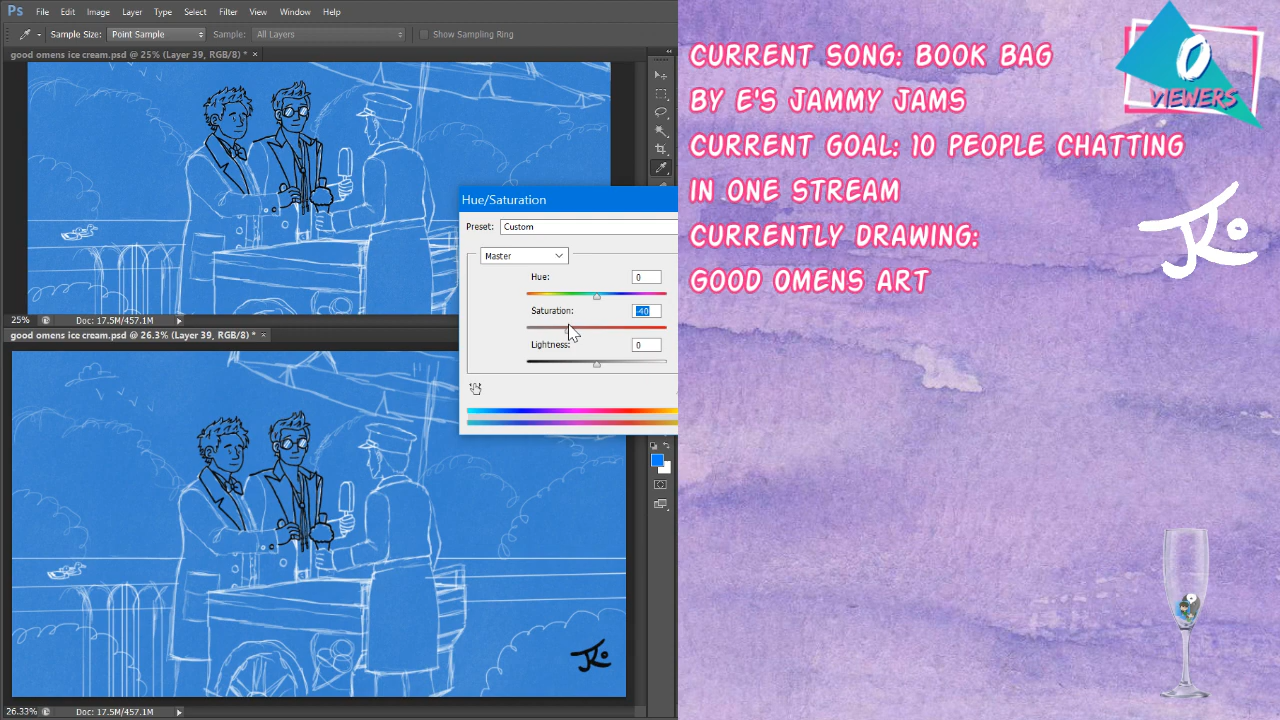 Ps File Edit Image Layer Type Select Filter View Window Help
Sample Size: Point Sample Sample: All Layers Show Sampling Ring
good omens ice cream.psd @ 25% (Layer 39, RGB/8) * ×
25% Doc: 17.5M/457.1M
good omens ice cream.psd @ 26.3% (Layer 39, RGB/8) * ×
26.33% Doc: 17.5M/457.1M
Hue/Saturation
Preset: Custom
Master
Hue: 0
Saturation: -40
Lightness: 0
JKo
CURRENT SONG: BOOK BAG
BY E'S JAMMY JAMS
CURRENT GOAL: 10 PEOPLE CHATTING
IN ONE STREAM
CURRENTLY DRAWING:
GOOD OMENS ART
0
VIEWERS
JKo